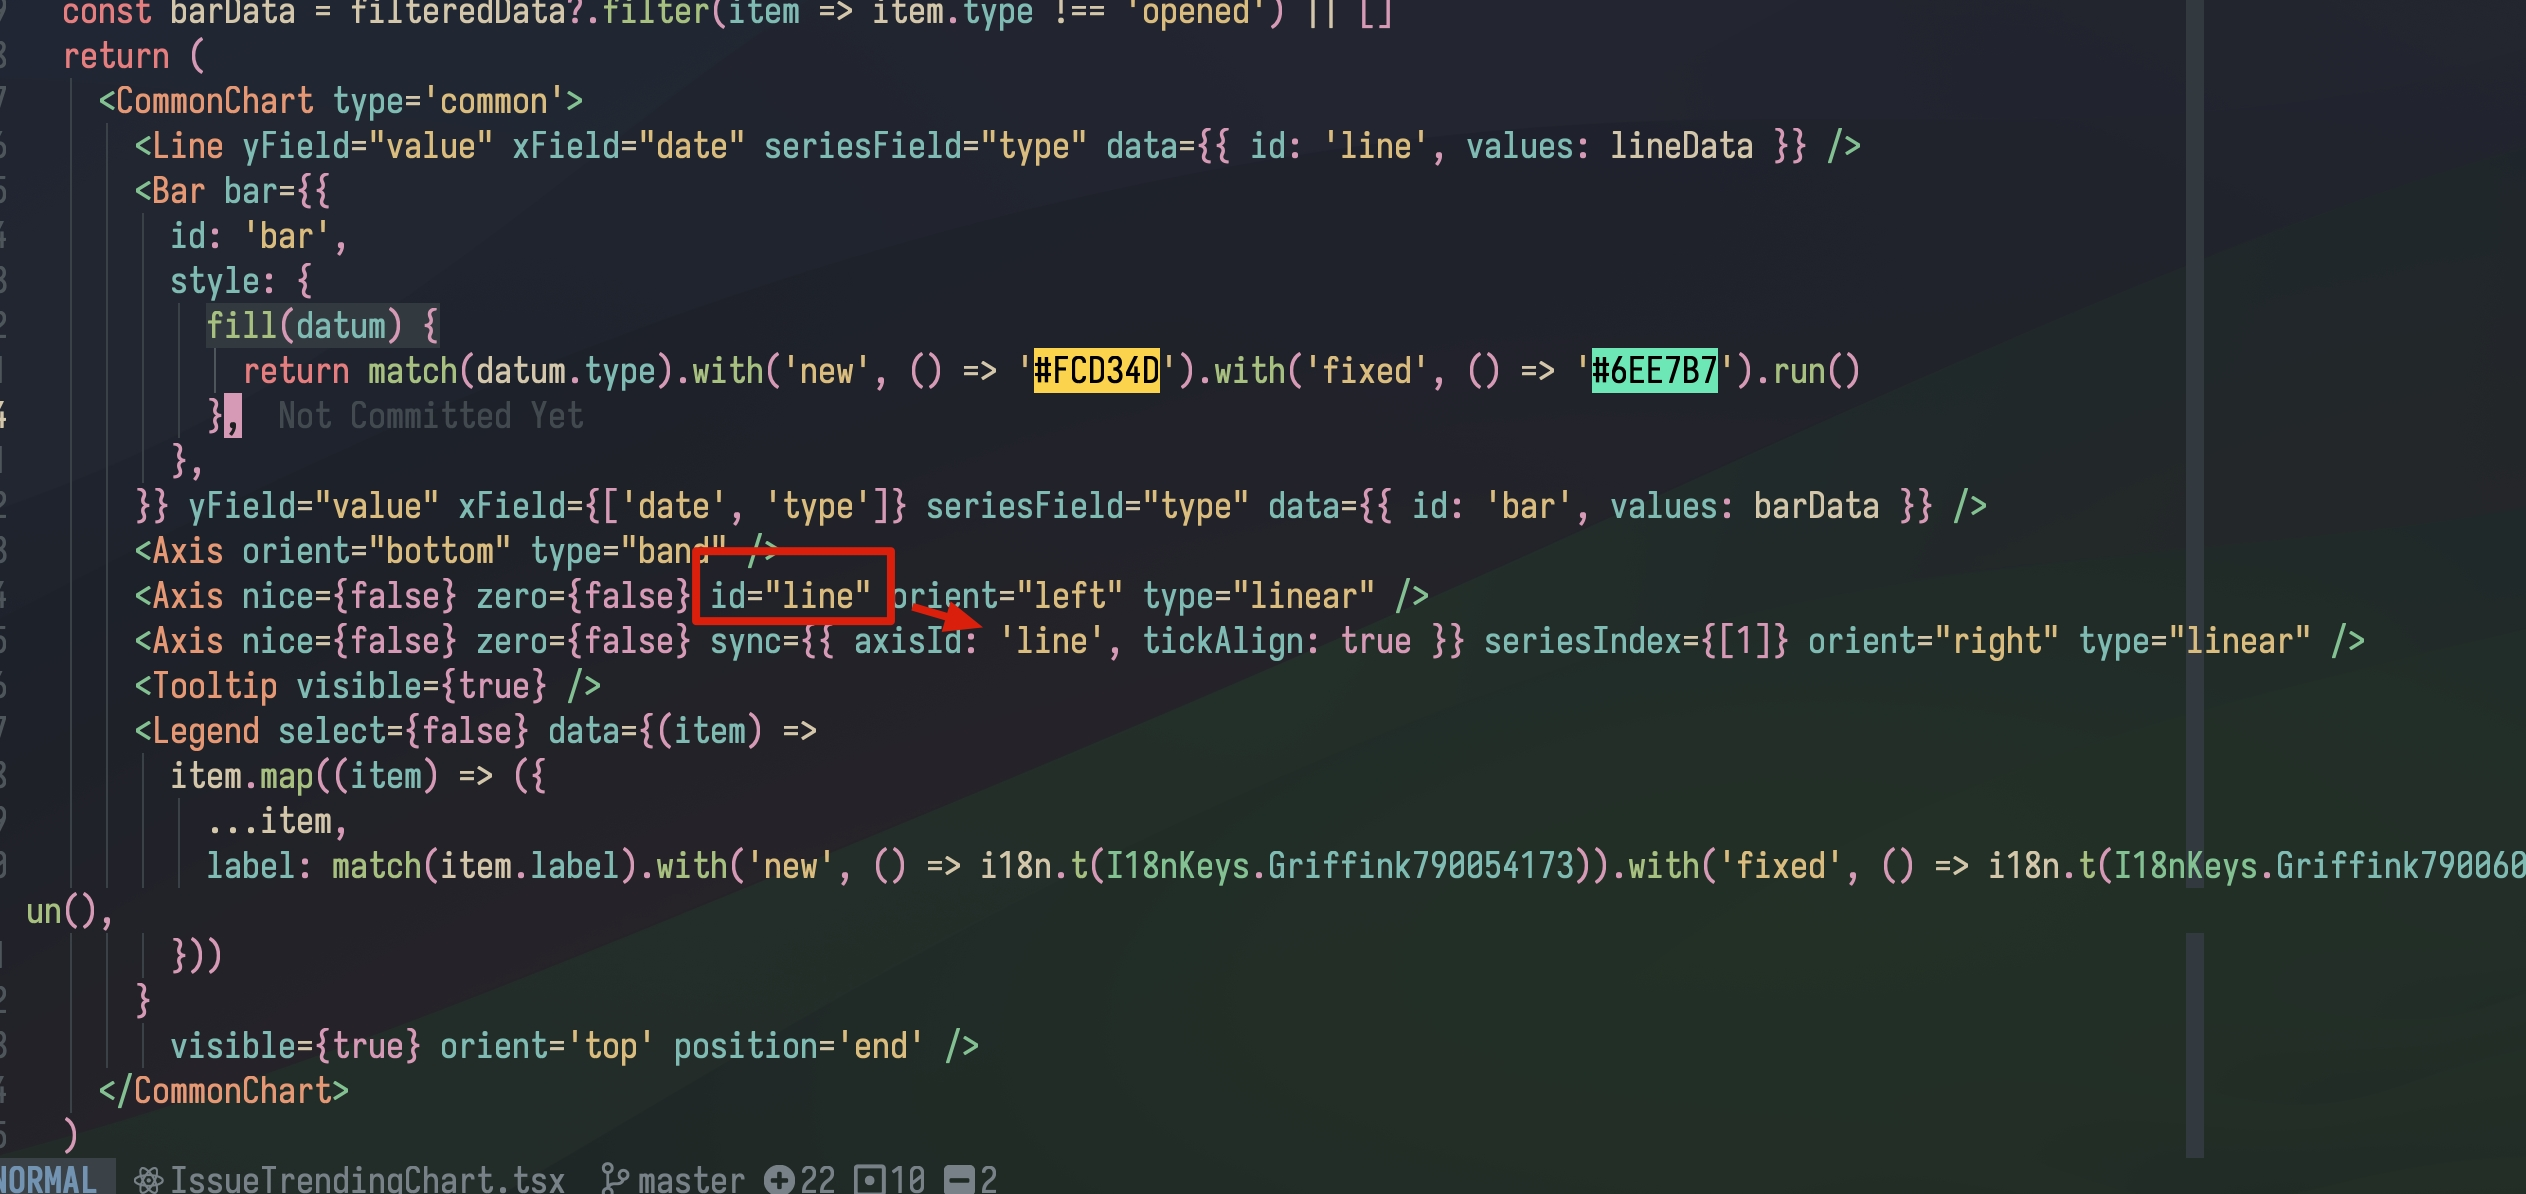 const barData = filteredData?.filter(item => item.type !== 'opened') || []
return (
<CommonChart type='common'>
<Line yField="value" xField="date" seriesField="type" data={{ id: 'line', values: lineData }} />
<Bar bar={{
id: 'bar',
style: {
fill(datum) {
return match(datum.type).with('new', () => '#FCD34D').with('fixed', () => '#6EE7B7').run()
}, Not Committed Yet
},
}} yField="value" xField={['date', 'type']} seriesField="type" data={{ id: 'bar', values: barData }} />
<Axis orient="bottom" type="band" />
<Axis nice={false} zero={false} id="line" orient="left" type="linear" />
<Axis nice={false} zero={false} sync={{ axisId: 'line', tickAlign: true }} seriesIndex={[1]} orient="right" type="linear" />
<Tooltip visible={true} />
<Legend select={false} data={(item) =>
item.map((item) => ({
...item,
label: match(item.label).with('new', () => i18n.t(I18nKeys.Griffink790054173)).with('fixed', () => i18n.t(I18nKeys.Griffink790060
un(),
}))
}
visible={true} orient='top' position='end' />
</CommonChart>
)
NORMAL IssueTrendingChart.tsx master 22 10 2